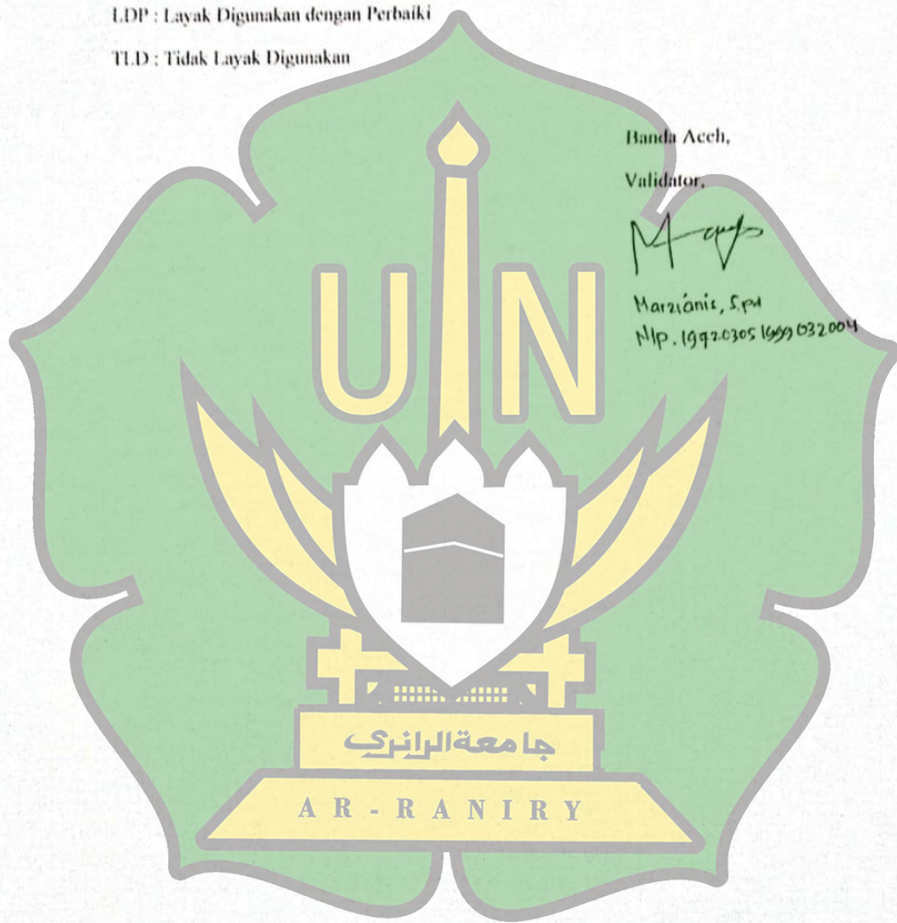 LDP : Layak Digunakan dengan Perbaiki
TLD : Tidak Layak Digunakan
Banda Aceh,
Validator,
Marzianis, S.pd
NIp.
UIN
جامعة الرانري
AR-RANIRY